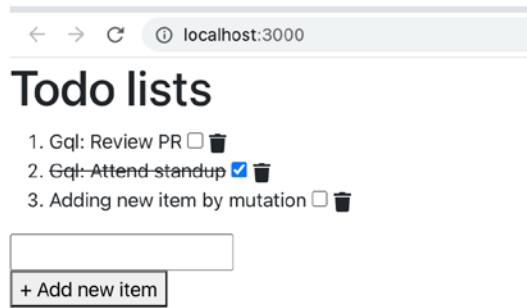 localhost:3000
Todo lists
1. Gql: Review PR
2. Gql: Attend standup
3. Adding new item by mutation
+ Add new item